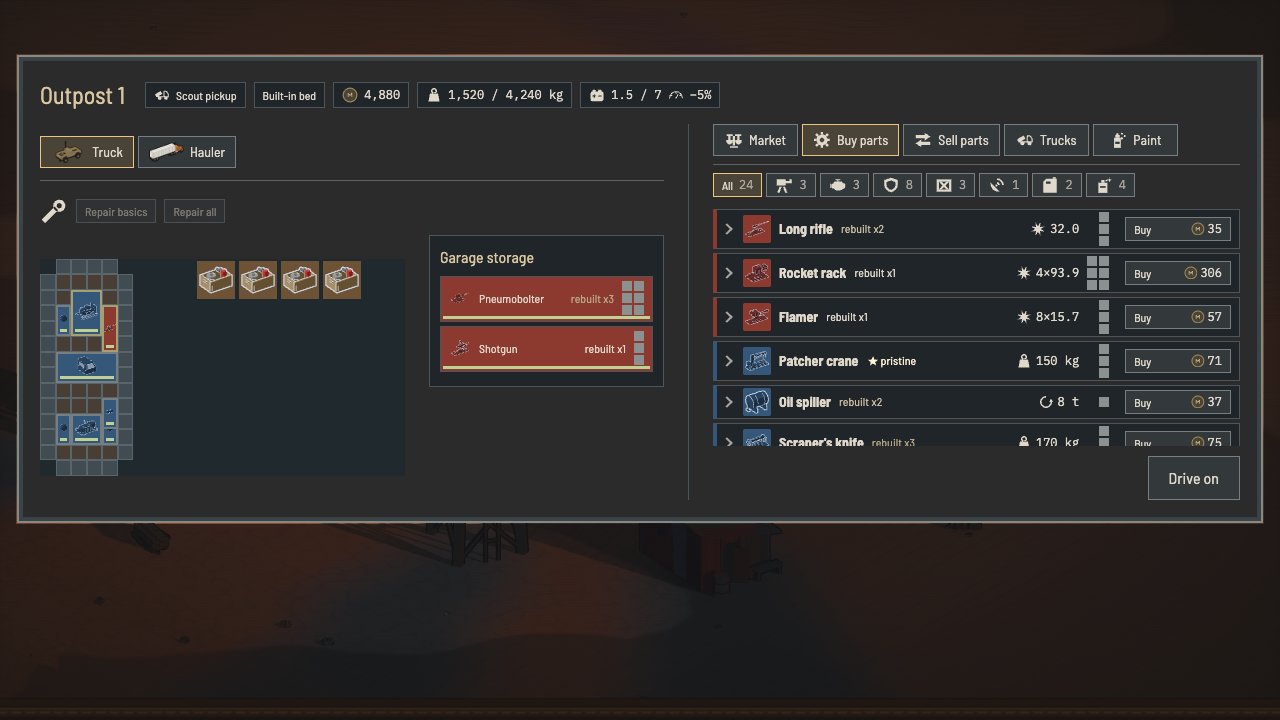 Outpost 1
Scout pickup
Built-in bed
4,880
1,520 / 4,240 kg
1.5 / 7 −5%
Truck
Hauler
Repair basics
Repair all
Garage storage
Pneumobolter rebuilt x3
Shotgun rebuilt x1
Market
Buy parts
Sell parts
Trucks
Paint
All 24
3
3
8
3
1
2
4
Long rifle rebuilt x2 32.0 Buy 35
Rocket rack rebuilt x1 4×93.9 Buy 306
Flamer rebuilt x1 8×15.7 Buy 57
Patcher crane pristine 150 kg Buy 71
Oil spiller rebuilt x2 8 t Buy 37
Scraper's knife rebuilt x3 170 kg Buy 75
Drive on